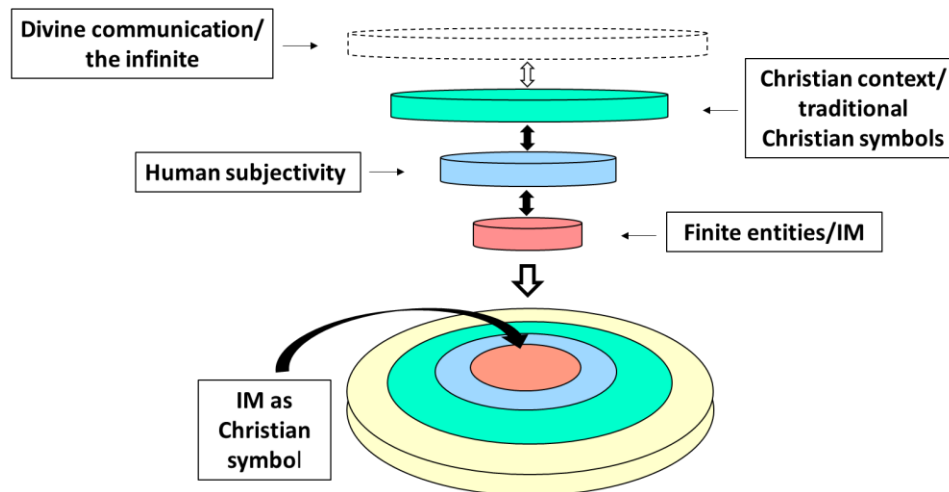 Divine communication/
the infinite
Christian context/
traditional
Christian symbols
Human subjectivity
Finite entities/IM
IM as
Christian
symbol